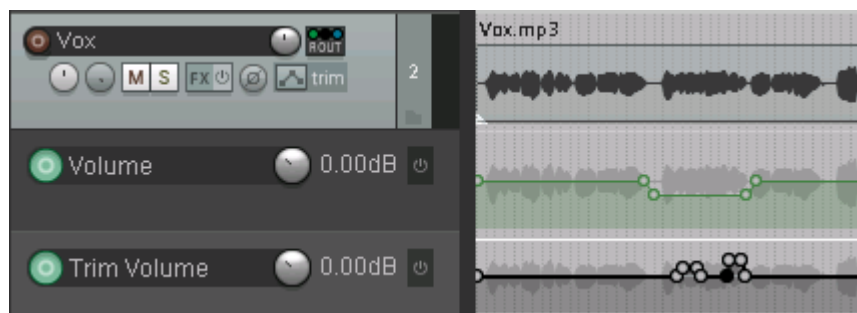 Vox
ROUT
M S FX trim
2
Vox.mp3
Volume 0.00dB
Trim Volume 0.00dB